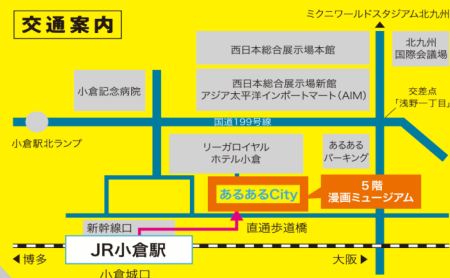 交通案内
ミクニワールドスタジアム北九州
西日本総合展示場本館
北九州
国際会議場
小倉記念病院
西日本総合展示場新館
アジア太平洋インポートマート(AIM)
交差点
「浅野一丁目」
国道199号線
小倉駅北ランプ
リーガロイヤル
ホテル小倉
あるある
パーキング
あるあるCity
5階
漫画ミュージアム
新幹線口
直通歩道橋
JR小倉駅
◀博多
大阪▶
小倉城口